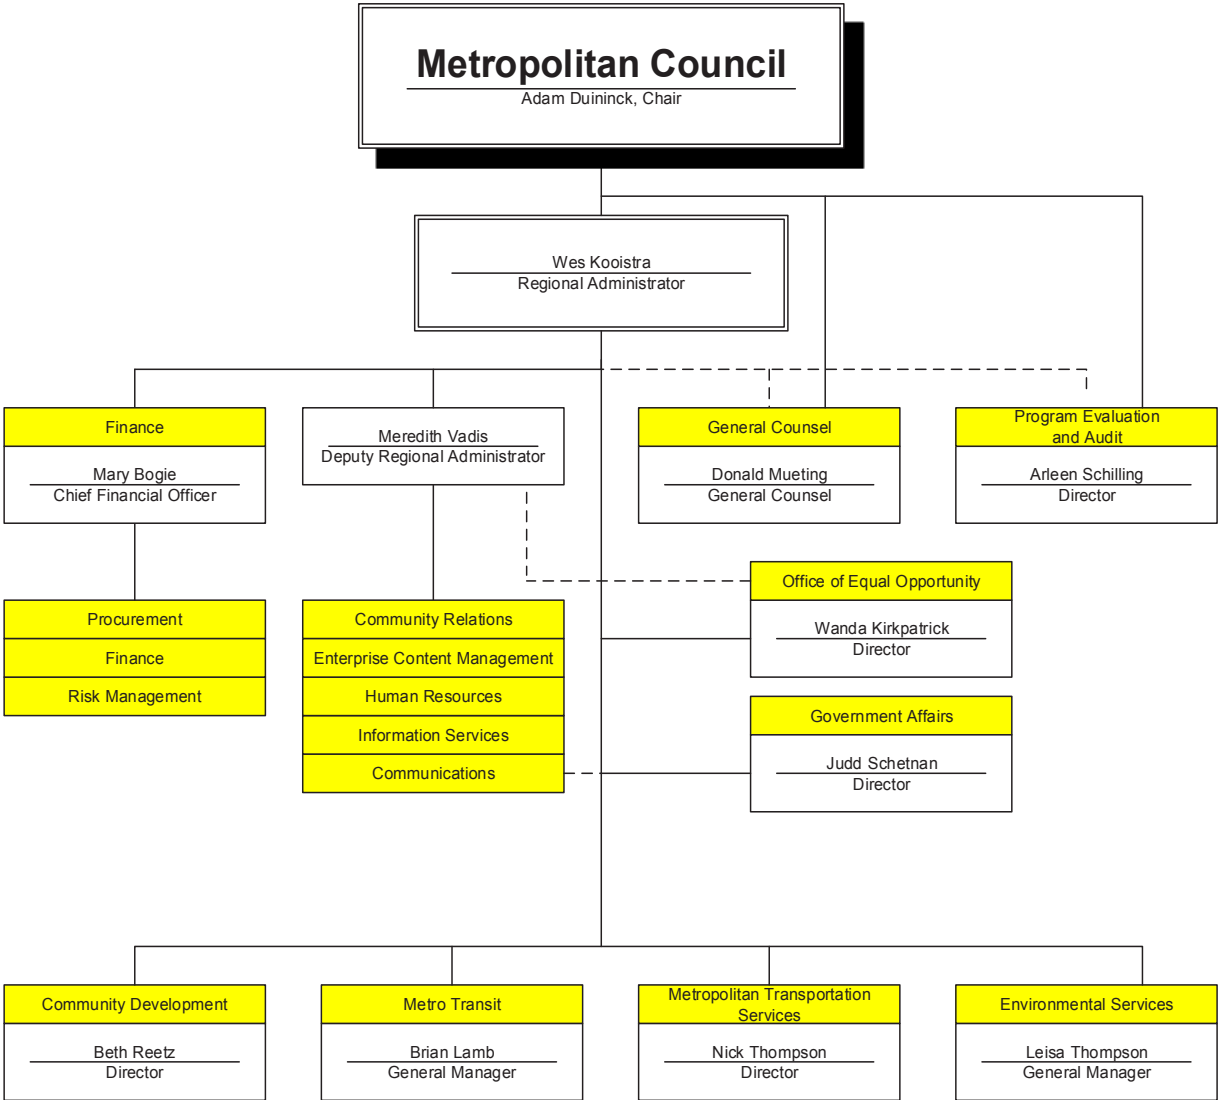 Metropolitan Council
Adam Duininck, Chair
Wes Kooistra
Regional Administrator
Finance
Mary Bogie
Chief Financial Officer
Meredith Vadis
Deputy Regional Administrator
General Counsel
Donald Mueting
General Counsel
Program Evaluation
and Audit
Arleen Schilling
Director
Office of Equal Opportunity
Wanda Kirkpatrick
Director
Procurement
Finance
Risk Management
Community Relations
Enterprise Content Management
Human Resources
Information Services
Communications
Government Affairs
Judd Schetnan
Director
Community Development
Beth Reetz
Director
Metro Transit
Brian Lamb
General Manager
Metropolitan Transportation
Services
Nick Thompson
Director
Environmental Services
Leisa Thompson
General Manager